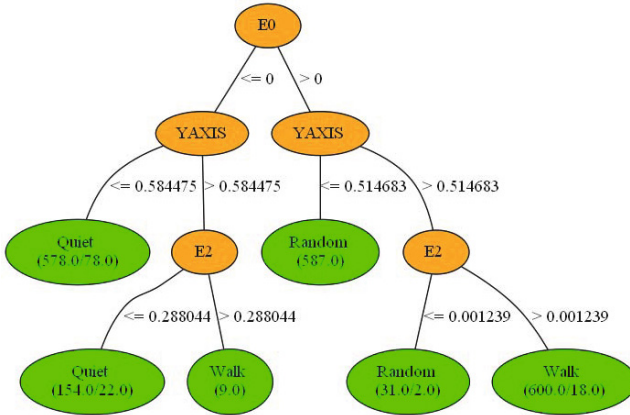 E0
<= 0
> 0
YAXIS
YAXIS
<= 0.584475
> 0.584475
<= 0.514683
> 0.514683
Quiet
(578.0/78.0)
E2
Random
(587.0)
E2
<= 0.288044
> 0.288044
<= 0.001239
> 0.001239
Quiet
(154.0/22.0)
Walk
(9.0)
Random
(31.0/2.0)
Walk
(600.0/18.0)